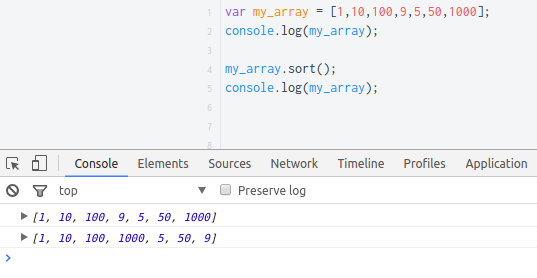 1 var my_array = [1,10,100,9,5,50,1000];
2 console.log(my_array);
3
4 my_array.sort();
5 console.log(my_array);
6
7
8
Console Elements Sources Network Timeline Profiles Application
top Preserve log
[1, 10, 100, 9, 5, 50, 1000]
[1, 10, 100, 1000, 5, 50, 9]